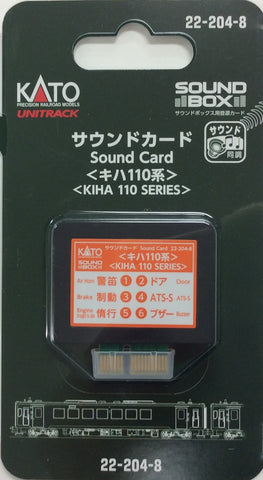 22-204-8
KATO
PRECISION RAILROAD MODELS
UNITRACK
SOUND
BOX
サウンドボックス用音源カード
サウンド
同調
サウンドカード
Sound Card
<キハ110系>
<KIHA 110 SERIES>
サウンドカード Sound Card 22-204-8
KATO
SOUND
BOX
<キハ110系>
<KIHA 110 SERIES>
Air Horn 警笛 1 2 ドア Door
Brake 制動 3 4 ATS-S ATS-S
Engine 惰行 5 6 ブザー Buzzer
22-204-8